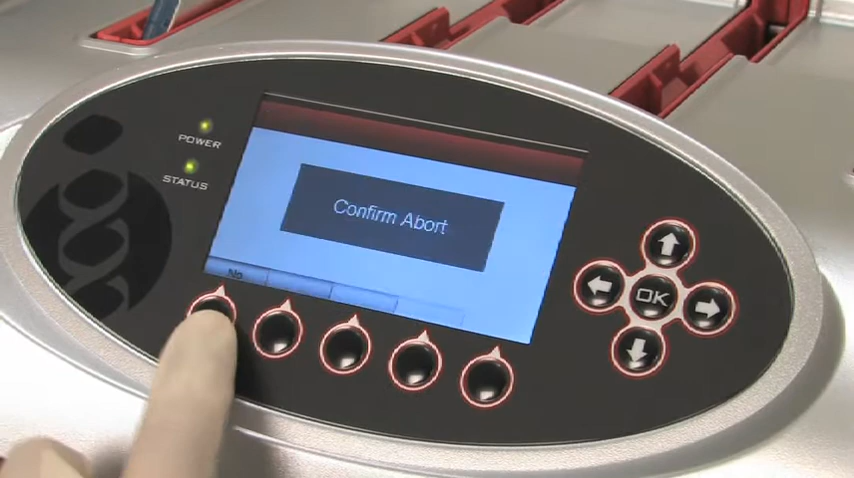 POWER
STATUS
Confirm Abort
No
OK